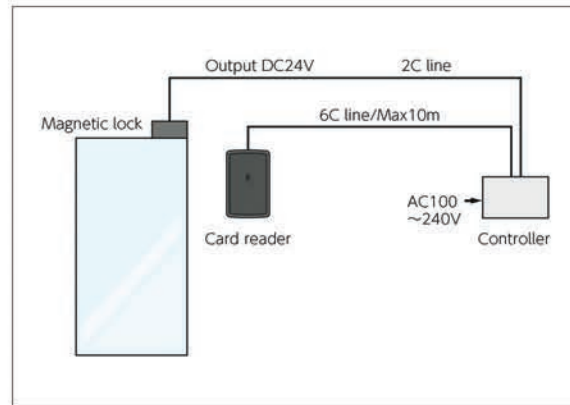 Output DC24V 2C line
Magnetic lock
6C line/Max10m
AC100
～240V
Card reader
Controller